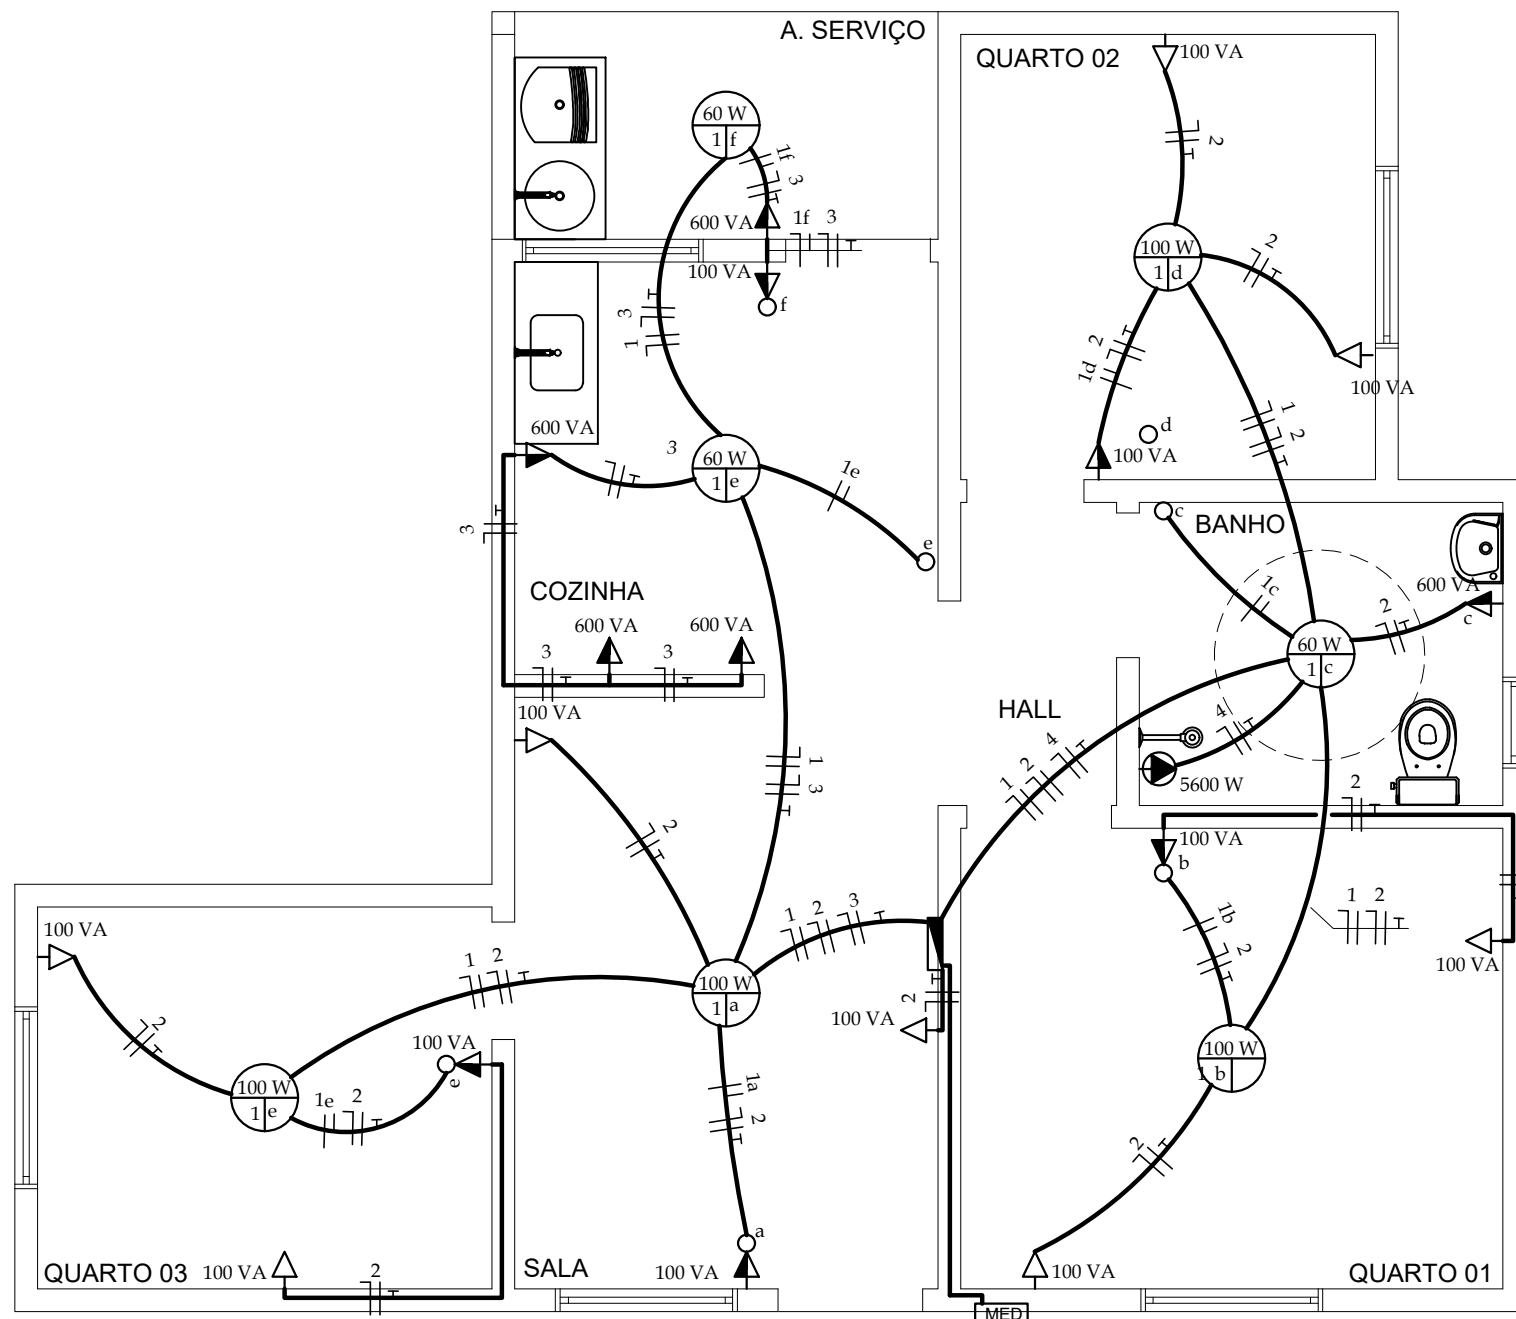 A. SERVIÇO
QUARTO 02
100 VA
60 W
1 f
1f
3
2
600 VA
1f 3
100 VA
f
100 W
1 d
2
3
1
2
1d
100 VA
600 VA
3
60 W
1 e
1e
d
100 VA
1
2
c
BANHO
3
e
COZINHA
1c
600 VA
c
2
600 VA
600 VA
3
3
60 W
1 c
100 VA
HALL
4
1 2 4
5600 W
1
3
2
2
100 VA
b
1 2
1b
2
100 VA
1 2 3
100 VA
1 2
100 W
1 a
2
100 VA
2
100 VA
e
100 W
1 b
100 W
1 e
1e 2
1a
2
2
a
QUARTO 03
100 VA
2
SALA
100 VA
100 VA
QUARTO 01
MED